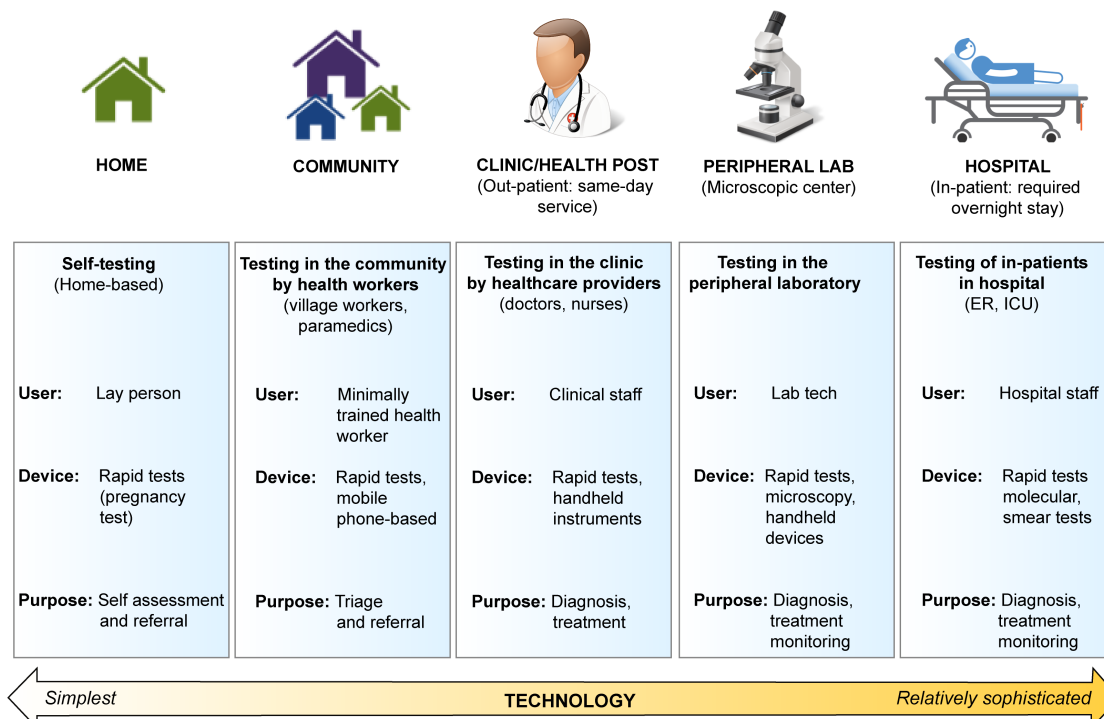 HOME
COMMUNITY
CLINIC/HEALTH POST
(Out-patient: same-day
service)
PERIPHERAL LAB
(Microscopic center)
HOSPITAL
(In-patient: required
overnight stay)
Self-testing
(Home-based)
User: Lay person
Device: Rapid tests
(pregnancy
test)
Purpose: Self assessment
and referral
Testing in the community
by health workers
(village workers,
paramedics)
User: Minimally
trained health
worker
Device: Rapid tests,
mobile
phone-based
Purpose: Triage
and referral
Testing in the clinic
by healthcare providers
(doctors, nurses)
User: Clinical staff
Device: Rapid tests,
handheld
instruments
Purpose: Diagnosis,
treatment
Testing in the
peripheral laboratory
User: Lab tech
Device: Rapid tests,
microscopy,
handheld
devices
Purpose: Diagnosis,
treatment
monitoring
Testing of in-patients
in hospital
(ER, ICU)
User: Hospital staff
Device: Rapid tests
molecular,
smear tests
Purpose: Diagnosis,
treatment
monitoring
Simplest
TECHNOLOGY
Relatively sophisticated